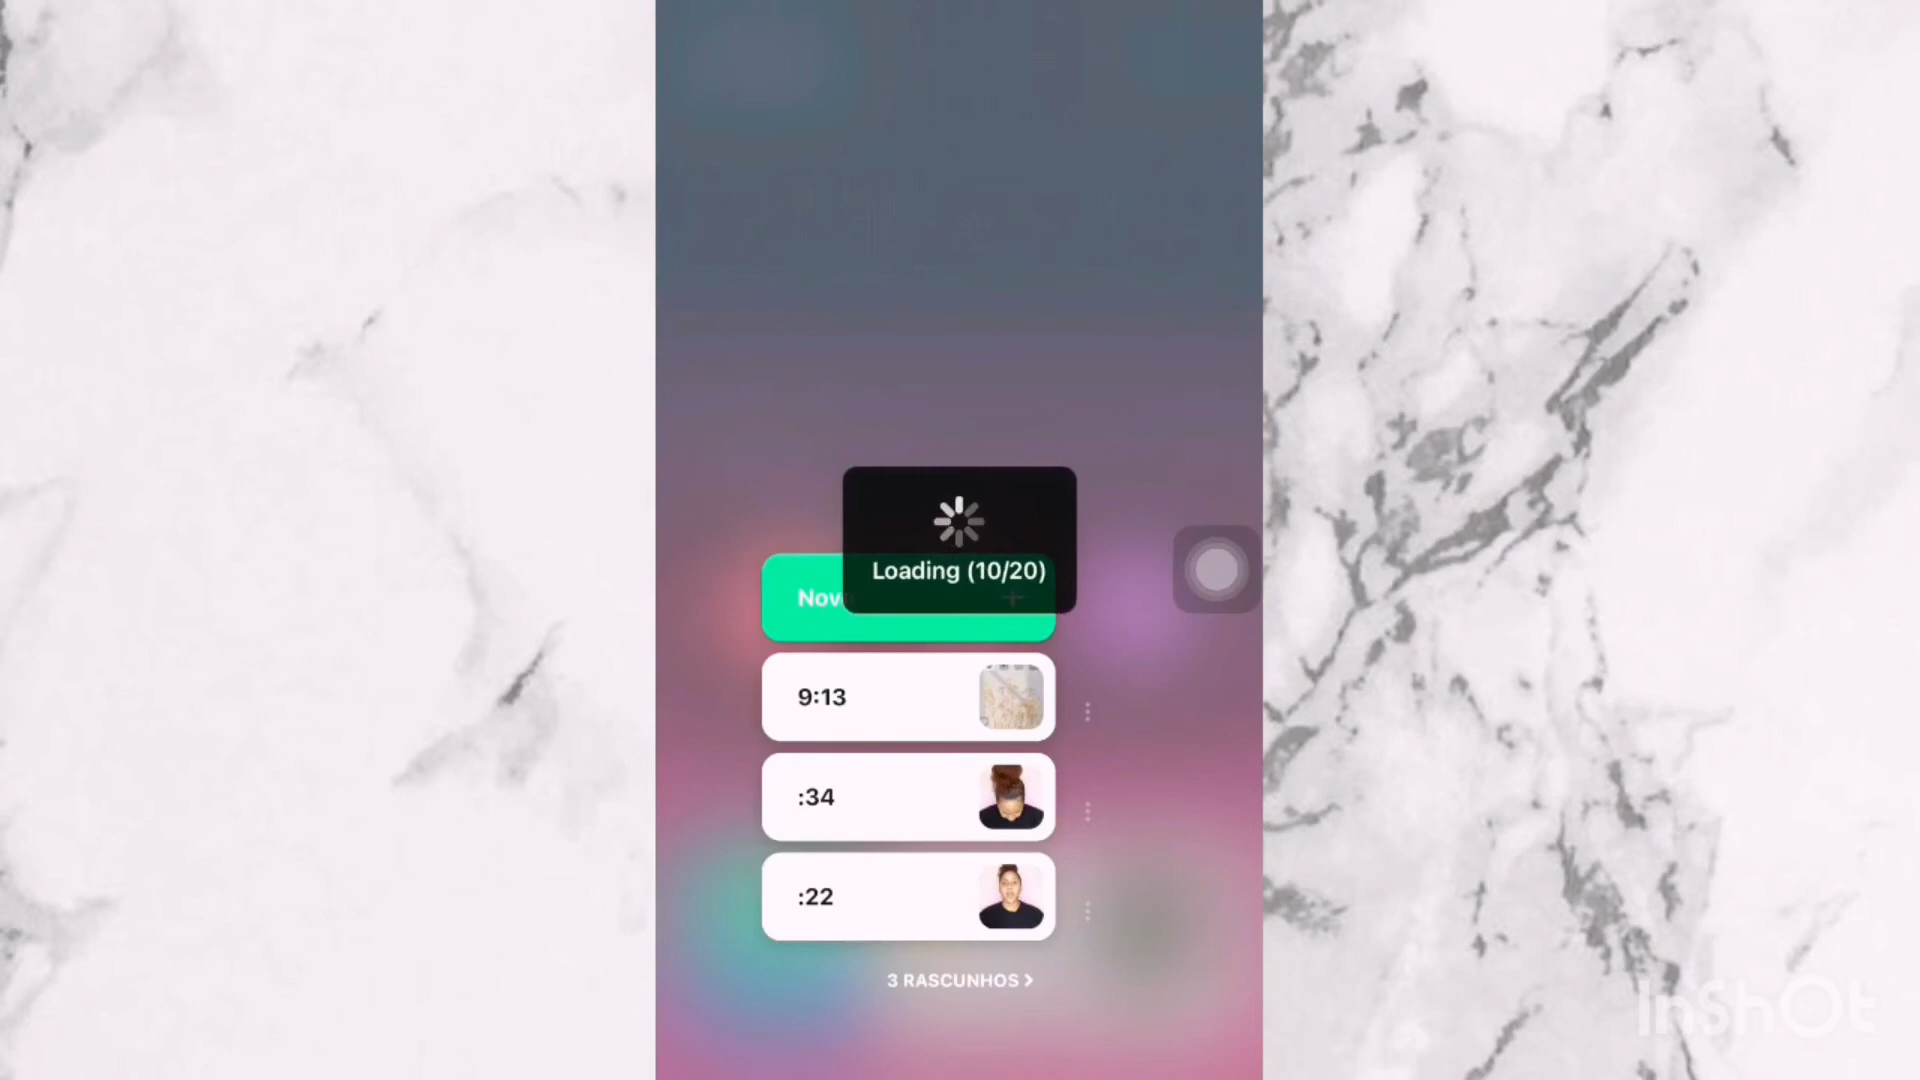 Loading (10/20)
Nov
9:13
:34
:22
3 RASCUNHOS >
InShOt